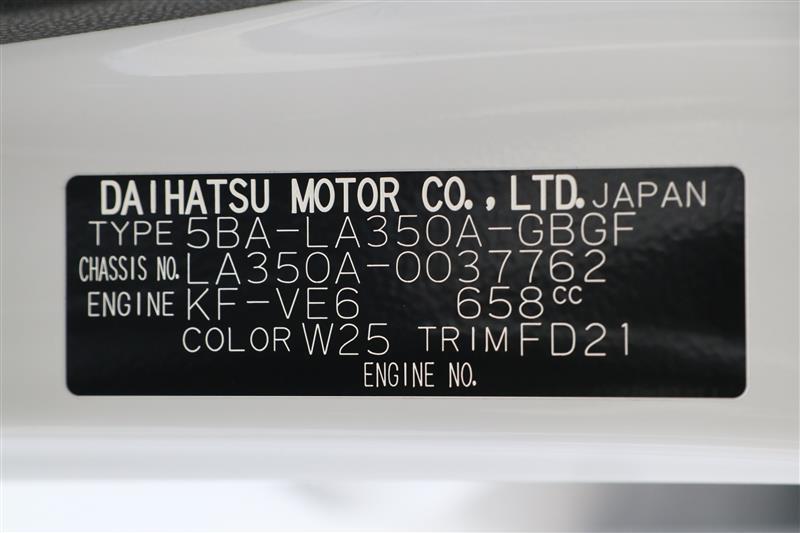 DAIHATSU MOTOR CO., LTD. JAPAN
TYPE 5BA-LA350A-GBGF
CHASSIS NO. LA350A-0037762
ENGINE KF-VE6 658cc
COLOR W25 TRIM FD21
ENGINE NO.